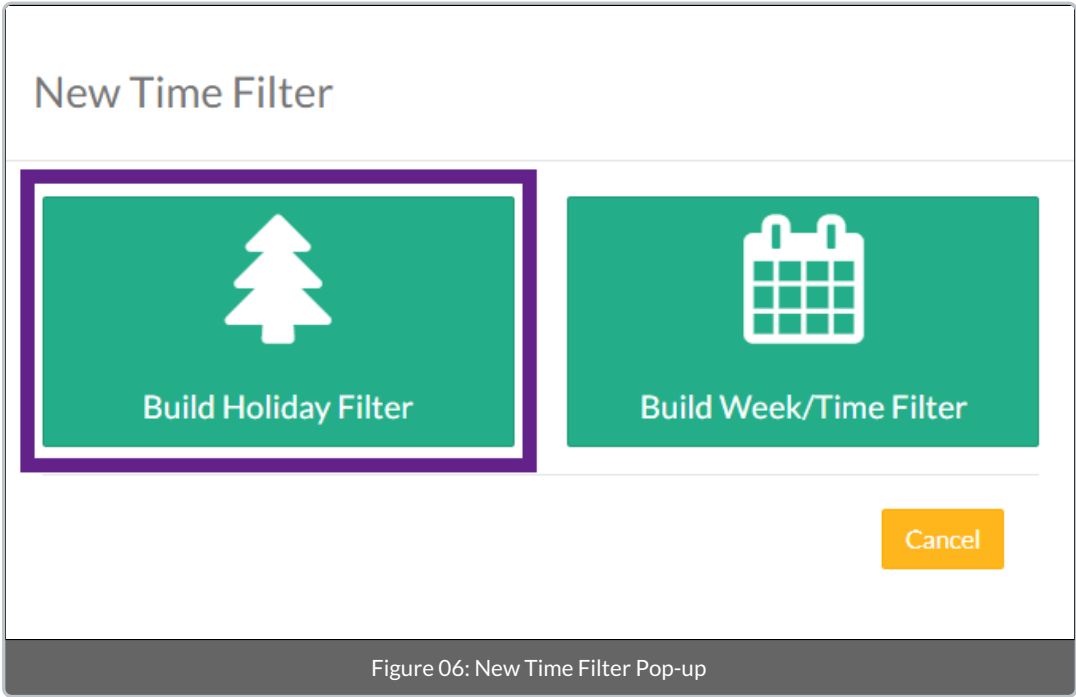 New Time Filter
Build Holiday Filter
Build Week/Time Filter
Cancel
Figure 06: New Time Filter Pop-up